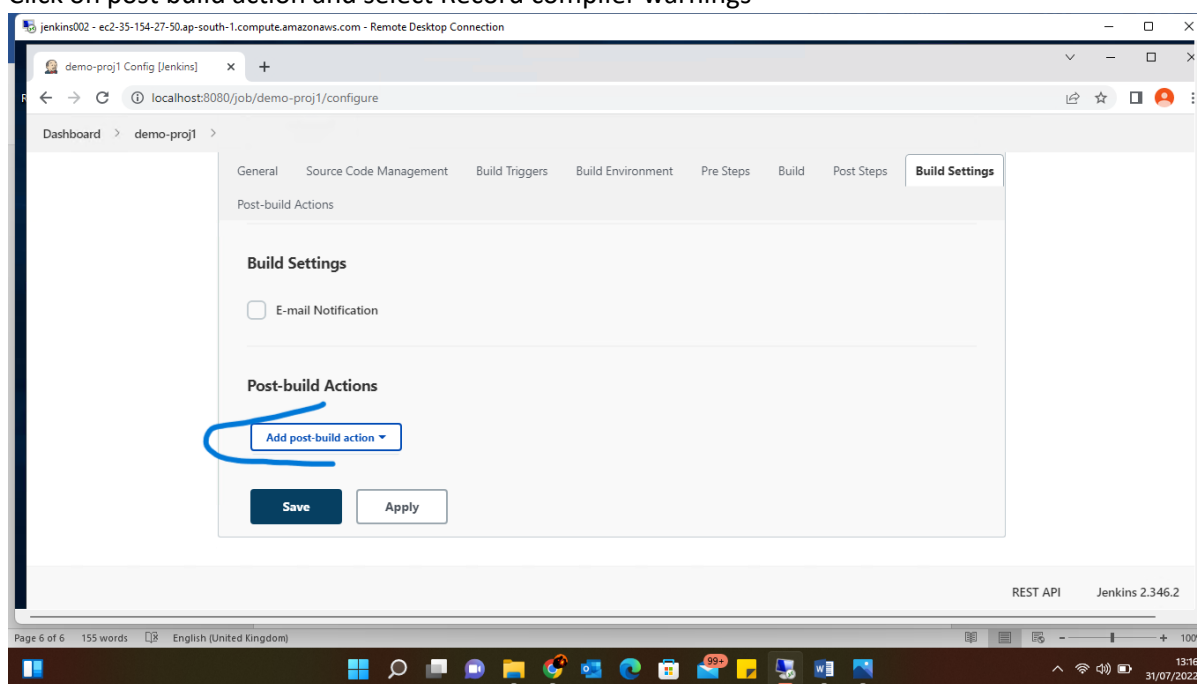 Click on post-build action and select Record compiler warnings
jenkins002 - ec2-35-154-27-50.ap-south-1.compute.amazonaws.com - Remote Desktop Connection
demo-proj1 Config [Jenkins]
localhost:8080/job/demo-proj1/configure
Dashboard > demo-proj1 >
General Source Code Management Build Triggers Build Environment Pre Steps Build Post Steps Build Settings
Post-build Actions
Build Settings
E-mail Notification
Post-build Actions
Add post-build action
Save Apply
REST API Jenkins 2.346.2
Page 6 of 6 155 words English (United Kingdom) 100
99+
13:16
31/07/2022